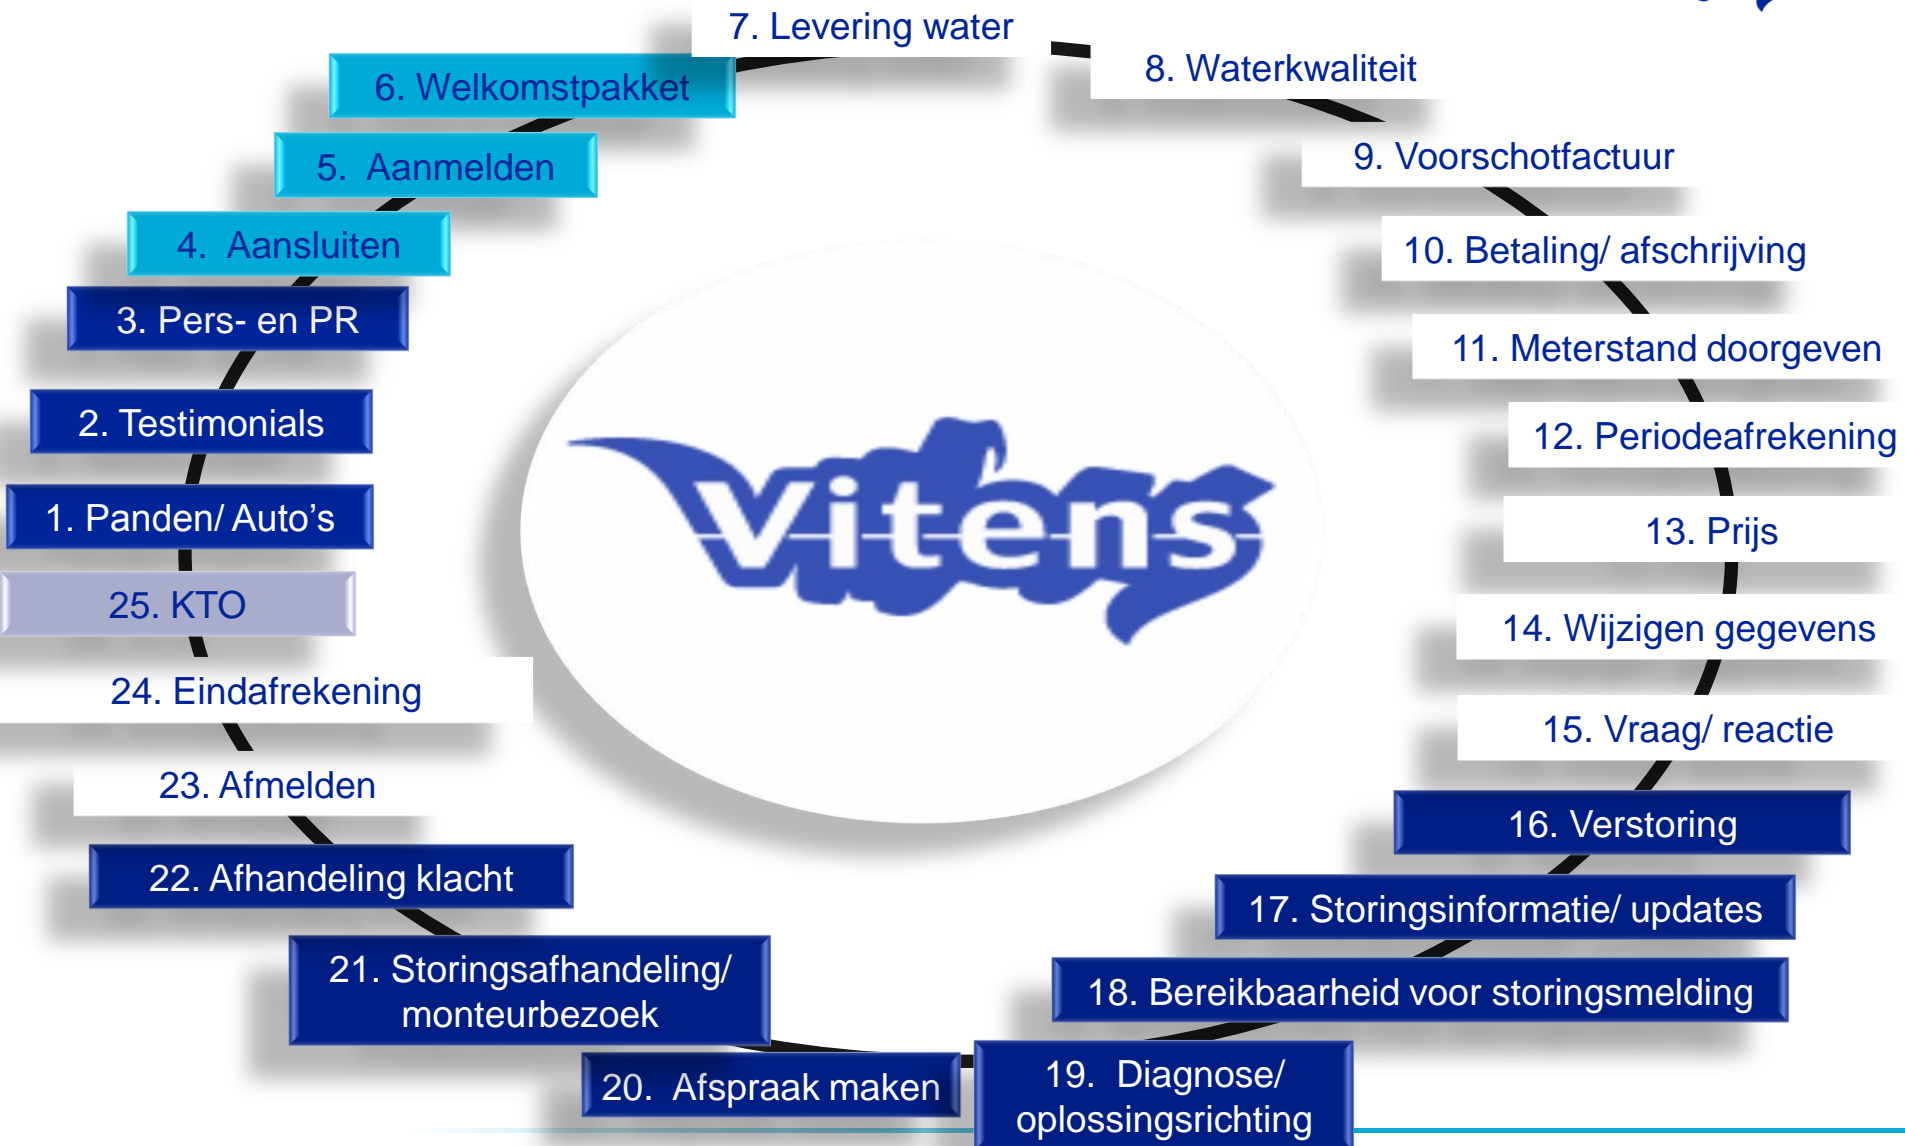 7. Levering water
8. Waterkwaliteit
6. Welkomstpakket
9. Voorschotfactuur
5. Aanmelden
4. Aansluiten
10. Betaling/ afschrijving
3. Pers- en PR
11. Meterstand doorgeven
2. Testimonials
12. Periodeafrekening
1. Panden/ Auto’s
13. Prijs
Vitens
25. KTO
14. Wijzigen gegevens
24. Eindafrekening
15. Vraag/ reactie
23. Afmelden
16. Verstoring
22. Afhandeling klacht
17. Storingsinformatie/ updates
21. Storingsafhandeling/
monteurbezoek
18. Bereikbaarheid voor storingsmelding
20. Afspraak maken
19. Diagnose/
oplossingsrichting